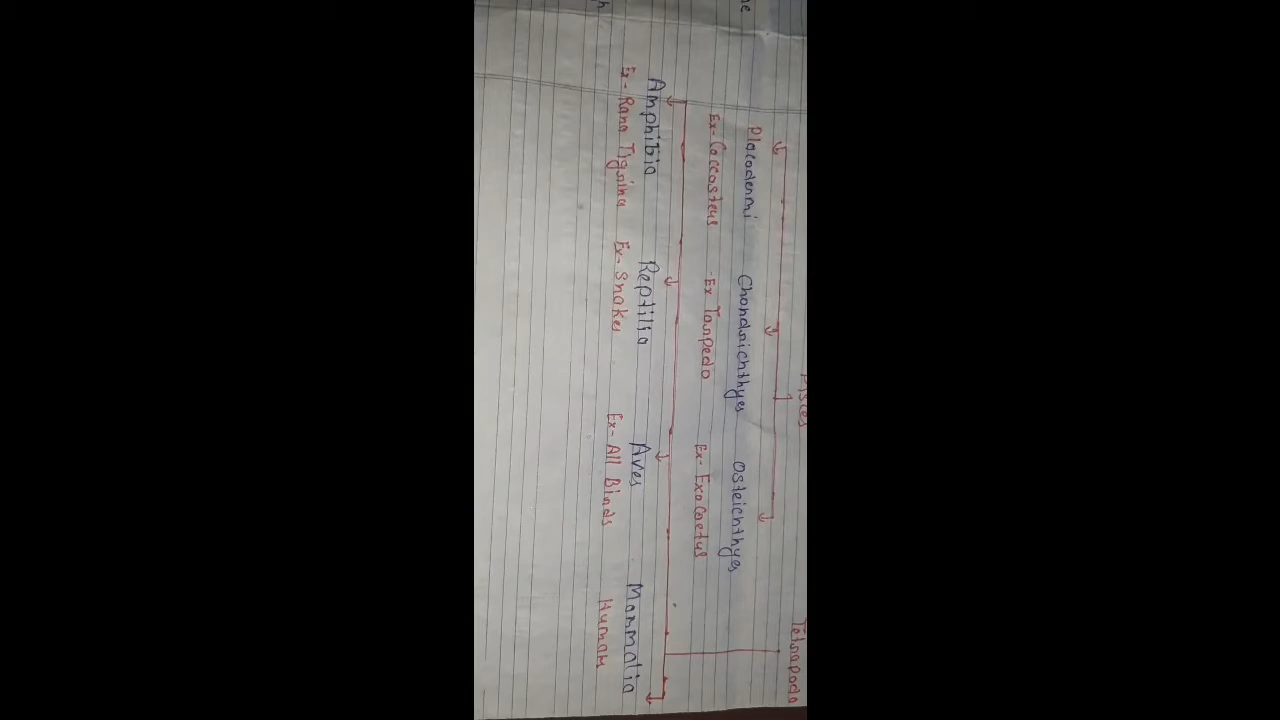 Pisces Tetrapoda
Placodermi Chondrichthyes Osteichthyes
Ex- Coccosteus -Ex Torpedo Ex- Exocoetus
Amphibia Reptilia Aves Mammalia
Ex- Rana Tigrina Ex- Snakes Ex- All Birds Human